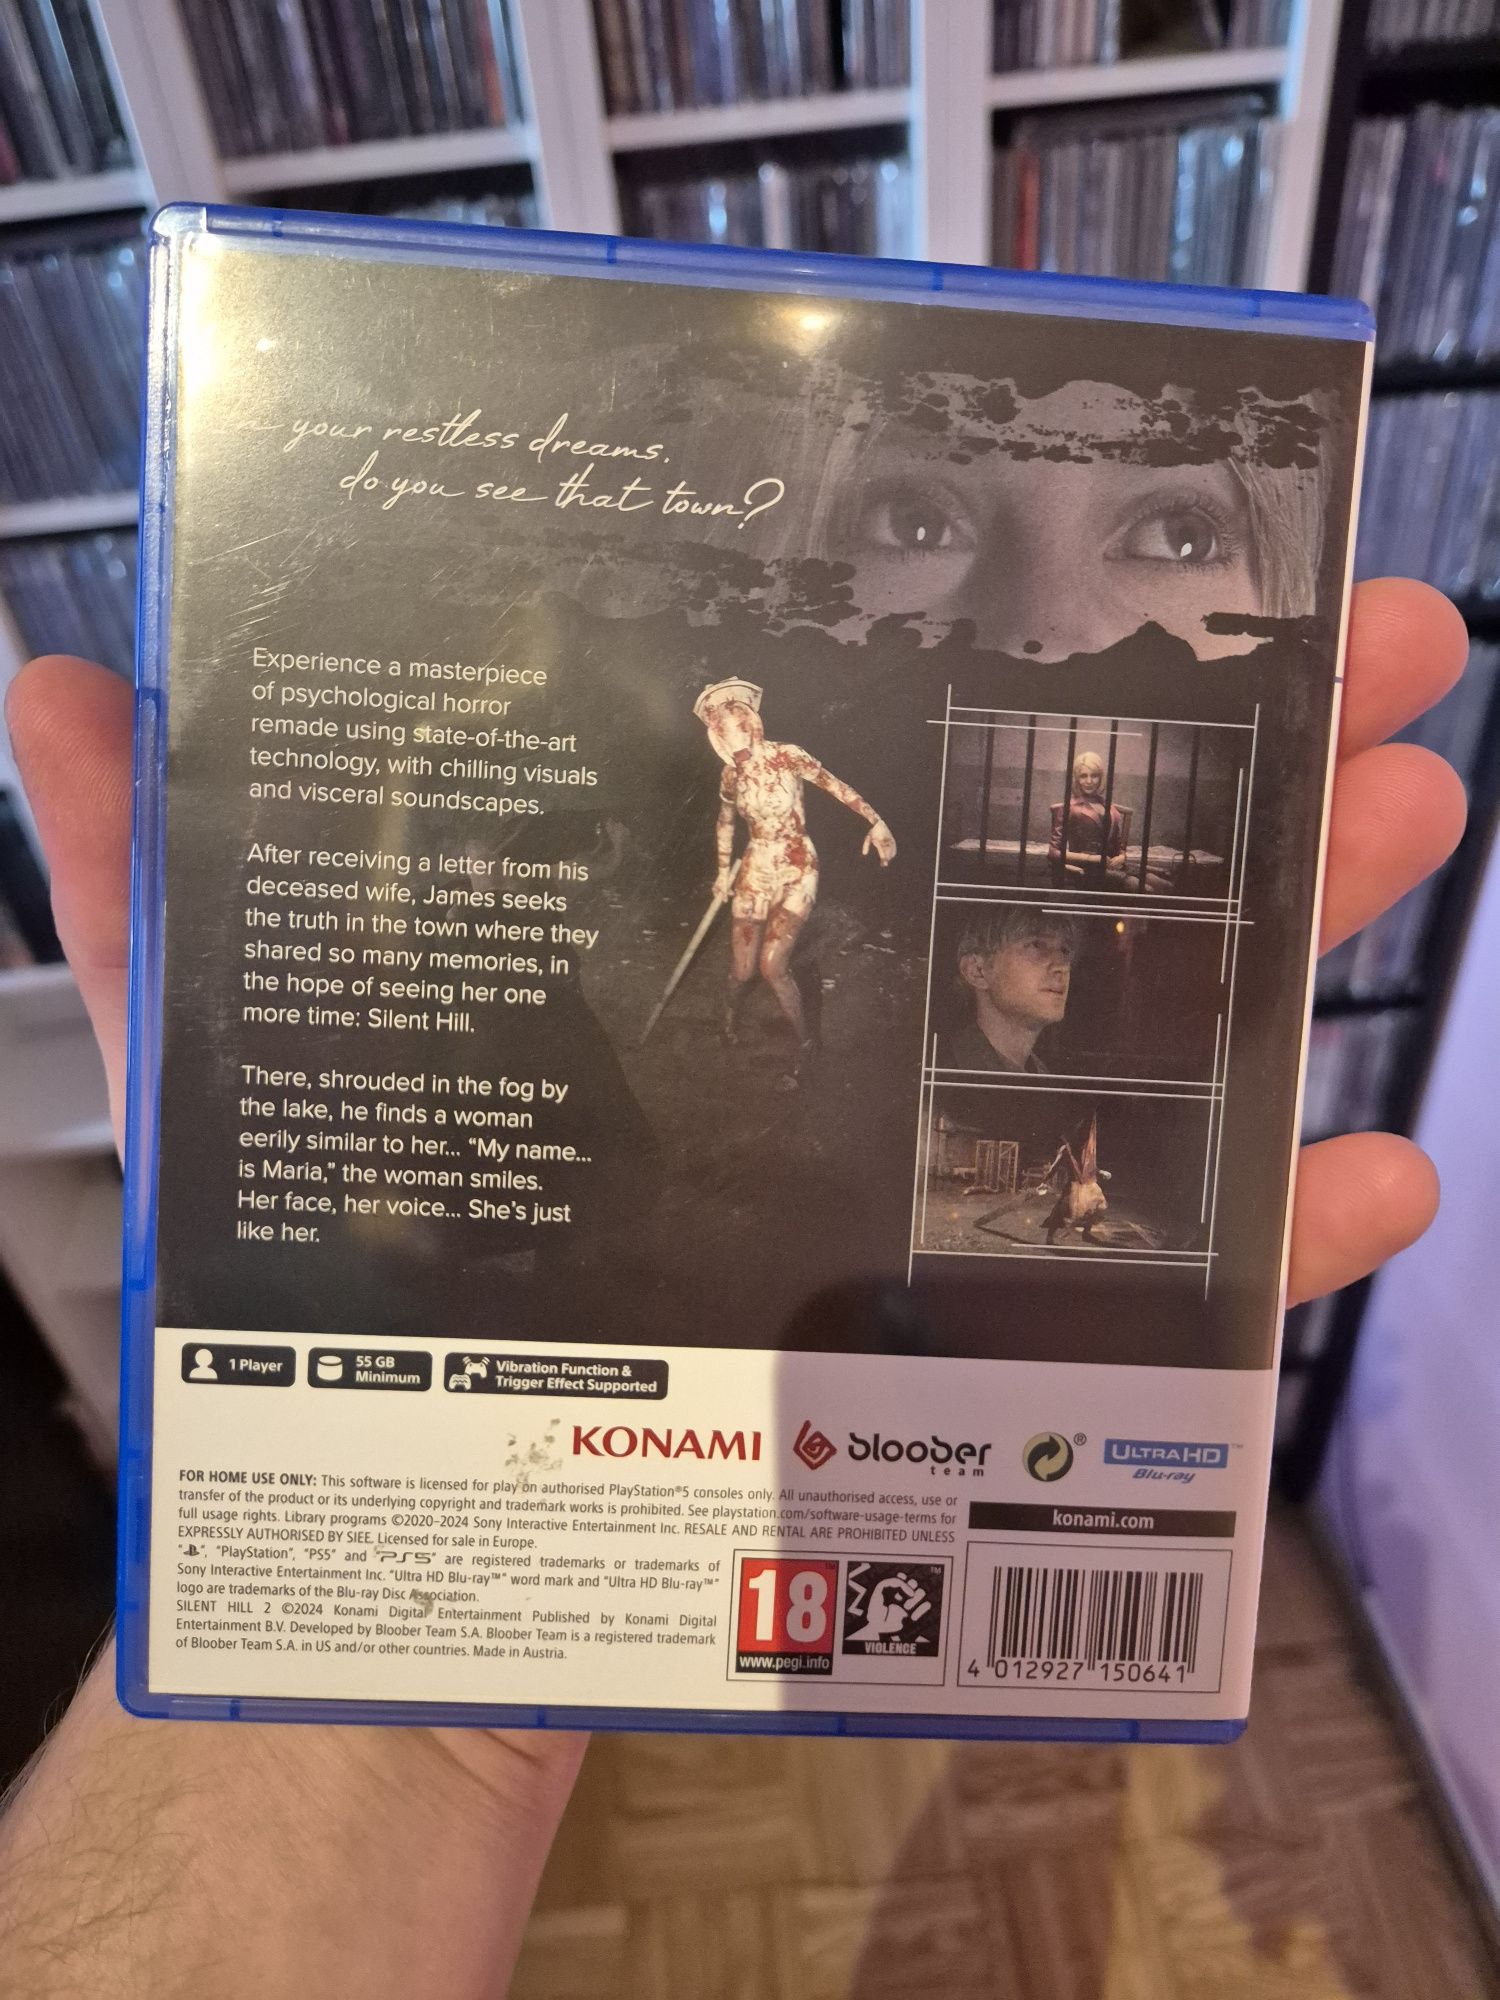 In your restless dreams,
do you see that town?
Experience a masterpiece
of psychological horror
remade using state-of-the-art
technology, with chilling visuals
and visceral soundscapes.
After receiving a letter from his
deceased wife, James seeks
the truth in the town where they
shared so many memories, in
the hope of seeing her one
more time: Silent Hill.
There, shrouded in the fog by
the lake, he finds a woman
eerily similar to her... “My name...
is Maria,” the woman smiles.
Her face, her voice... She’s just
like her.
1 Player
55 GB
Minimum
Vibration Function &
Trigger Effect Supported
KONAMI
bloober
team
®
ULTRA HD™
Blu-ray
FOR HOME USE ONLY: This software is licensed for play on authorised PlayStation®5 consoles only. All unauthorised access, use or
transfer of the product or its underlying copyright and trademark works is prohibited. See playstation.com/software-usage-terms for
full usage rights. Library programs ©2020-2024 Sony Interactive Entertainment Inc. RESALE AND RENTAL ARE PROHIBITED UNLESS
EXPRESSLY AUTHORISED BY SIEE. Licensed for sale in Europe.
“ ”, “PlayStation”, “PS5” and “PS5” are registered trademarks or trademarks of
Sony Interactive Entertainment Inc. “Ultra HD Blu-ray™” word mark and “Ultra HD Blu-ray™”
logo are trademarks of the Blu-ray Disc Association.
SILENT HILL 2 ©2024 Konami Digital Entertainment Published by Konami Digital
Entertainment B.V. Developed by Bloober Team S.A. Bloober Team is a registered trademark
of Bloober Team S.A. in US and/or other countries. Made in Austria.
konami.com
18
www.pegi.info
VIOLENCE
4 012927 150641